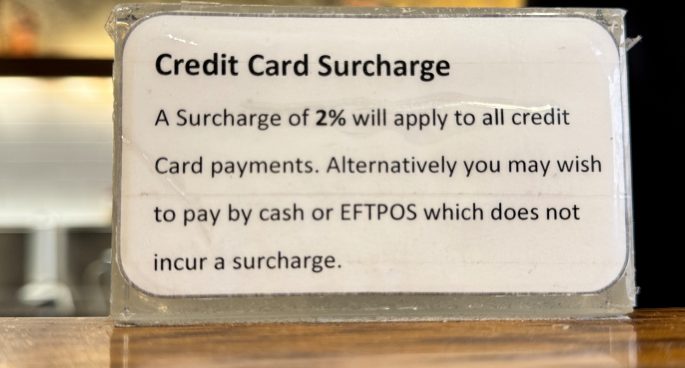 Credit Card Surcharge
A Surcharge of 2% will apply to all credit
Card payments. Alternatively you may wish
to pay by cash or EFTPOS which does not
incur a surcharge.